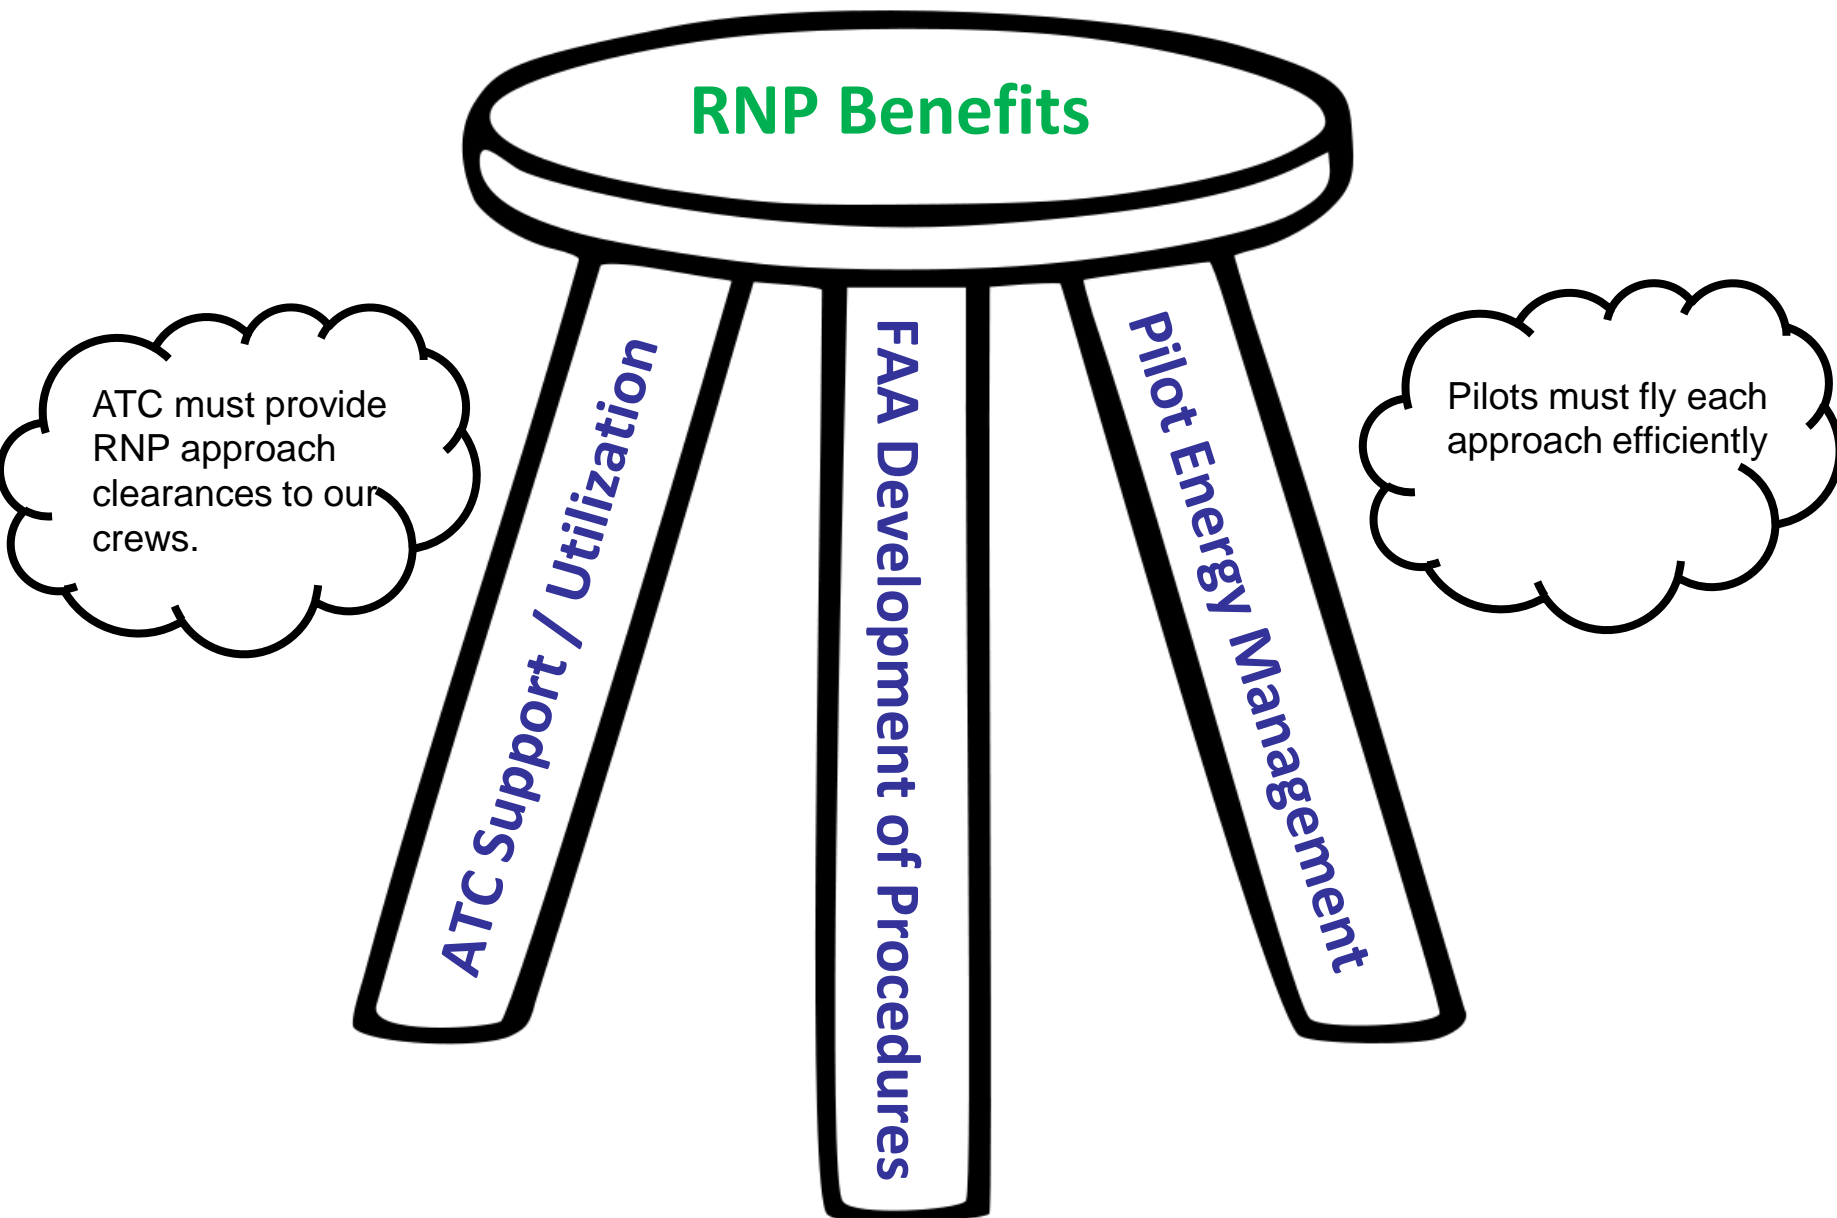 RNP Benefits
ATC must provide
RNP approach
clearances to our
crews.
ATC Support / Utilization
FAA Development of Procedures
Pilot Energy Management
Pilots must fly each
approach efficiently